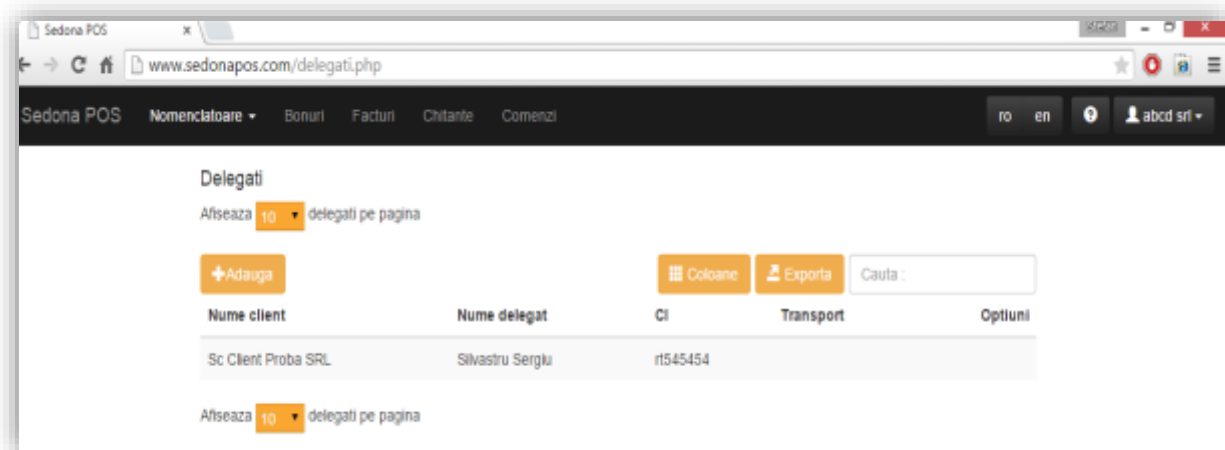 Sedona POS
www.sedonapos.com/delegati.php
Sedona POS Nomenclatoare Bonuri Facturi Chitante Comenzi ro en abcd srl
Delegati
Afiseaza 10 delegati pe pagina
Adauga Coloane Exporta Cauta :
Nume client Nume delegat CI Transport Optiuni
Sc Client Proba SRL Silvastru Sergiu rt545454
Afiseaza 10 delegati pe pagina